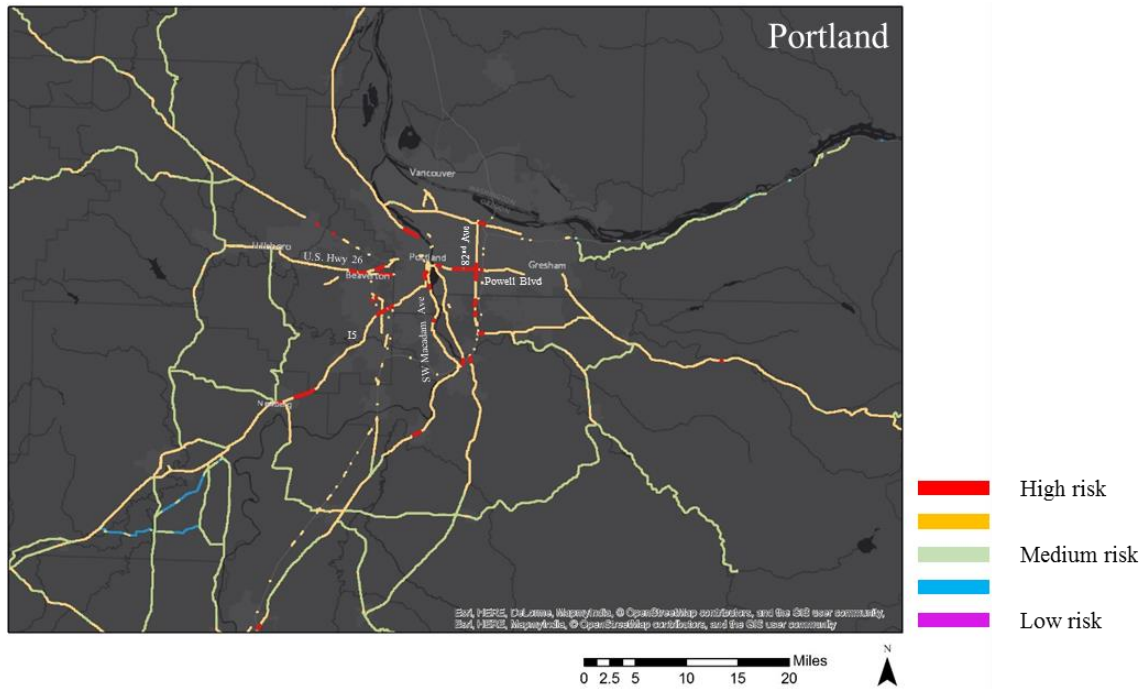 Portland
Vancouver
82nd Ave
Hillsboro
U.S. Hwy 26
Portland
Gresham
Beaverton
Powell Blvd
I5
SW Macadam Ave
Newberg
High risk
Medium risk
Low risk
Esri, HERE, DeLorme, MapmyIndia, © OpenStreetMap contributors, and the GIS user community,
Esri, HERE, MapmyIndia, © OpenStreetMap contributors, and the GIS user community
N
Miles
0 2.5 5 10 15 20